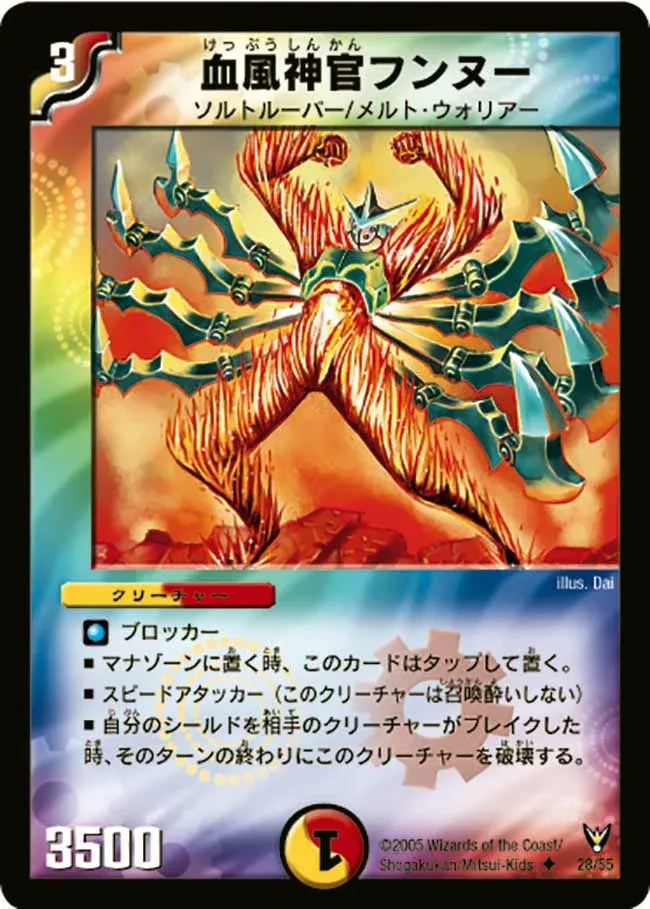 3
けっぷうしんかん
血風神官フンヌー
ソルトルーバー/メルト・ウォリアー
illus. Dai
クリーチャー
ブロッカー
■ マナゾーンに置く時、このカードはタップして置く。
■ スピードアタッカー（このクリーチャーは召喚酔いしない）
■ 自分のシールドを相手のクリーチャーがブレイクした
時、そのターンの終わりにこのクリーチャーを破壊する。
3500
1
©2005 Wizards of the Coast/
Shogakukan/Mitsui-Kids ◆ 28/55